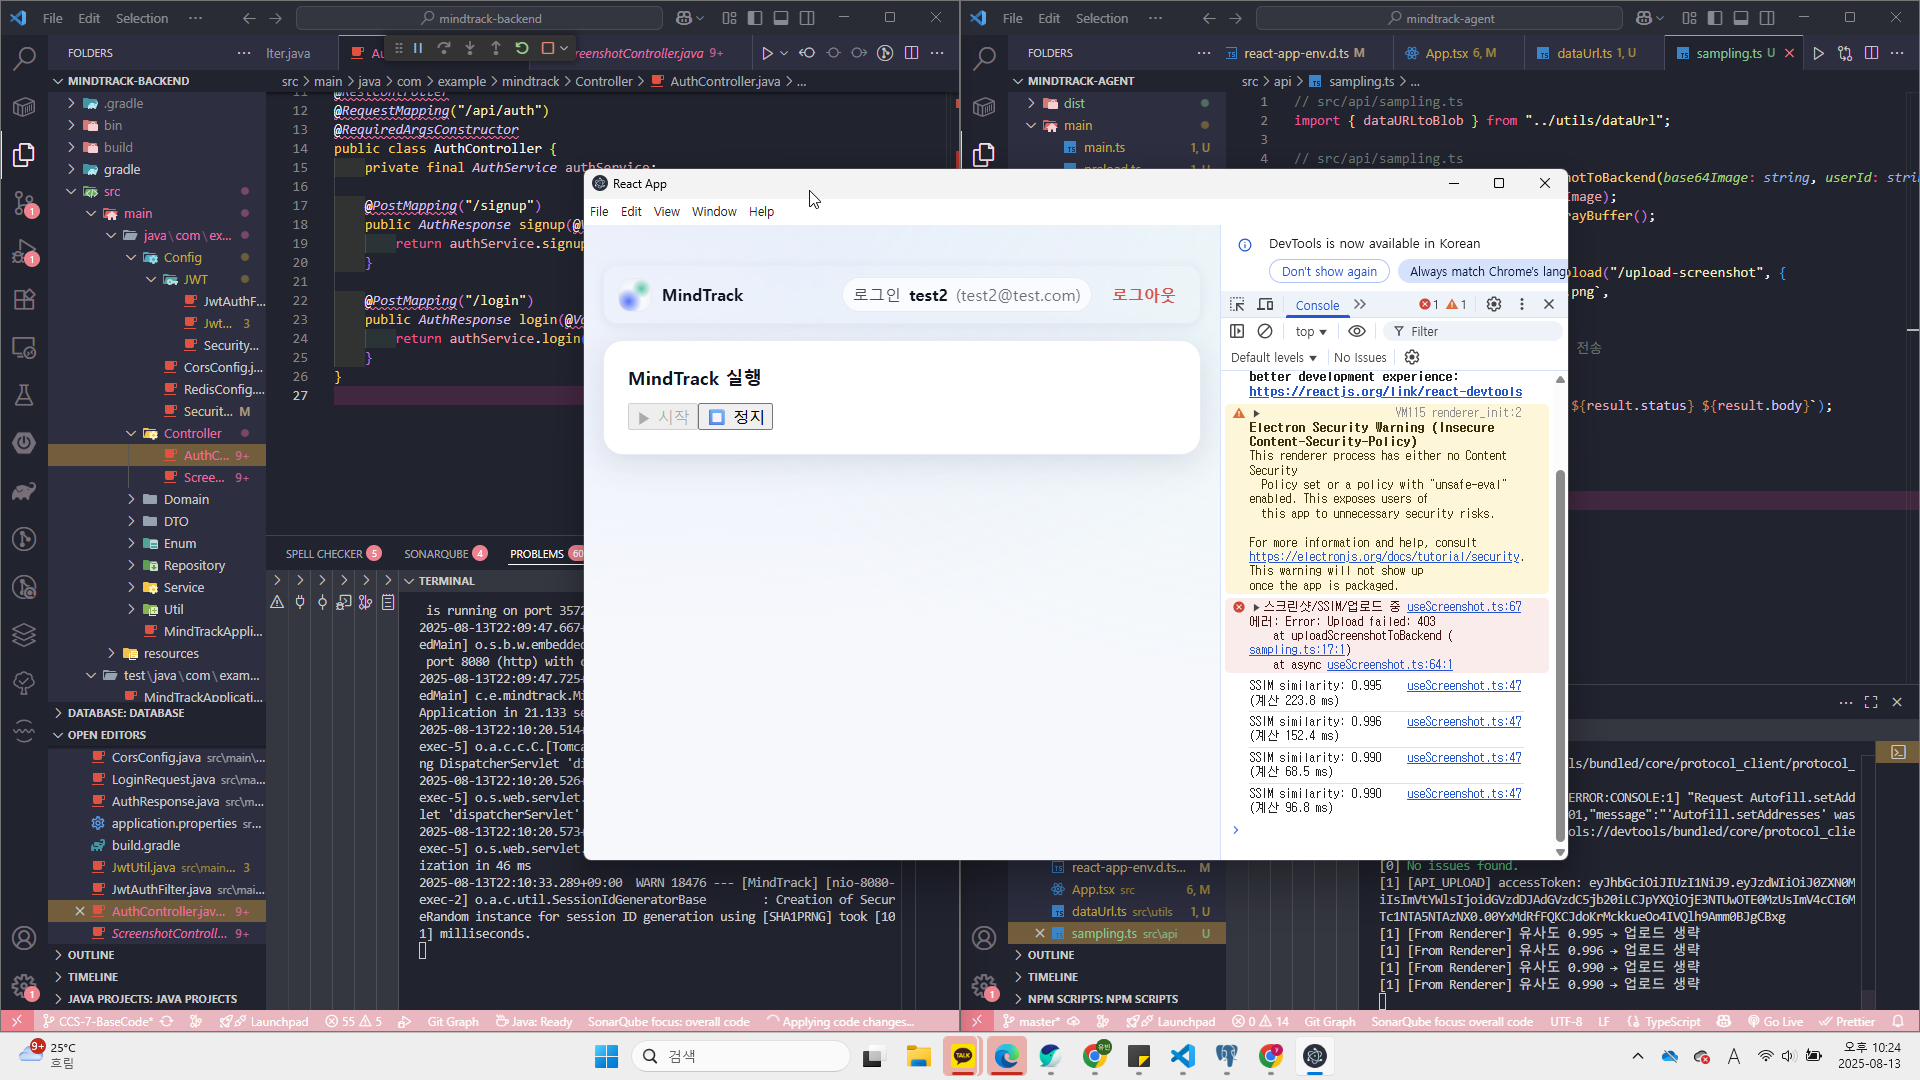 File Edit Selection ··· mindtrack-backend
FOLDERS ···
MINDTRACK-BACKEND
.gradle
bin
build
gradle
src
main
java\com\ex...
Config
JWT
JwtAuthF...
Jwt... 3
Security...
CorsConfig.j...
RedisConfig....
Securit... M
Controller
AuthC... 9+
Scree... 9+
Domain
DTO
Enum
Repository
Service
Util
MindTrackAppli...
resources
test\java\com\exam...
MindTrackApplicati...
DATABASE: DATABASE
OPEN EDITORS
CorsConfig.java src\main\...
LoginRequest.java src\ma...
AuthResponse.java src\m...
application.properties sr...
build.gradle
JwtUtil.java src\main... 3
JwtAuthFilter.java src\mai...
AuthController.jav... 9+
ScreenshotControll... 9+
OUTLINE
TIMELINE
JAVA PROJECTS: JAVA PROJECTS
lter.java
reenshotController.java 9+
src > main > java > com > example > mindtrack > Controller > AuthController.java > ...
11 @RestController
12 @RequestMapping("/api/auth")
13 @RequiredArgsConstructor
14 public class AuthController {
15 private final AuthService authService;
16
17 @PostMapping("/signup")
18 public AuthResponse signup(@
19 return authService.signup
20 }
21
22 @PostMapping("/login")
23 public AuthResponse login(@Va
24 return authService.login(
25 }
26 }
27
SPELL CHECKER 5 SONARQUBE 4 PROBLEMS 60
TERMINAL
is running on port 3572
2025-08-13T22:09:47.667+
edMain] o.s.b.w.embedded
port 8080 (http) with c
2025-08-13T22:09:47.725+
edMain] c.e.mindtrack.Mi
Application in 21.133 se
2025-08-13T22:10:20.514+
exec-5] o.a.c.c.C.[Tomca
ng DispatcherServlet 'di
2025-08-13T22:10:20.526+
exec-5] o.s.web.servlet.
let 'dispatcherServlet'
2025-08-13T22:10:20.573+
exec-5] o.s.web.servlet.
ization in 46 ms
2025-08-13T22:10:33.289+09:00 WARN 18476 --- [MindTrack] [nio-8080-
exec-2] o.a.c.util.SessionIdGeneratorBase : Creation of Secur
eRandom instance for session ID generation using [SHA1PRNG] took [10
1] milliseconds.
CCS-7-BaseCode* Launchpad 55 5 Git Graph Java: Ready SonarQube focus: overall code Applying code changes...
React App
File Edit View Window Help
MindTrack
로그인 test2 (test2@test.com)
로그아웃
MindTrack 실행
▶ 시작
정지
DevTools is now available in Korean
Don't show again
Always match Chrome's lang
Console 1 1
top Filter
Default levels No Issues
better development experience:
https://reactjs.org/link/react-devtools
VM115 renderer_init:2
Electron Security Warning (Insecure
Content-Security-Policy)
This renderer process has either no Content
Security
Policy set or a policy with "unsafe-eval"
enabled. This exposes users of
this app to unnecessary security risks.
For more information and help, consult
https://electronjs.org/docs/tutorial/security.
This warning will not show up
once the app is packaged.
스크린샷/SSIM/업로드 중 useScreenshot.ts:67
에러: Error: Upload failed: 403
at uploadScreenshotToBackend (
sampling.ts:17:1)
at async useScreenshot.ts:64:1
SSIM similarity: 0.995 useScreenshot.ts:47
(계산 223.8 ms)
SSIM similarity: 0.996 useScreenshot.ts:47
(계산 152.4 ms)
SSIM similarity: 0.990 useScreenshot.ts:47
(계산 68.5 ms)
SSIM similarity: 0.990 useScreenshot.ts:47
(계산 96.8 ms)
File Edit Selection ··· mindtrack-agent
FOLDERS ···
MINDTRACK-AGENT
dist
main
main.ts 1, U
preload.ts 1, U
react-app-env.d.ts M App.tsx 6, M dataUrl.ts 1, U sampling.ts U
src > api > sampling.ts > ...
1 // src/api/sampling.ts
2 import { dataURLtoBlob } from "../utils/dataUrl";
3
4 // src/api/sampling.ts
hotToBackend(base64Image: string, userId: stri
Image);
rayBuffer();
pload("/upload-screenshot", {
.png`,
전송
${result.status} ${result.body}`);
ls/bundled/core/protocol_client/protocol_
ERROR:CONSOLE:1] "Request Autofill.setAdd
01,"message":"'Autofill.setAddresses' was
ools://devtools/bundled/core/protocol_clie
[0] No issues found.
[1] [API_UPLOAD] accessToken: eyJhbGciOiJIUzI1NiJ9.eyJzdWIiOiJ0ZXN0M
[1] [From Renderer] 유사도 0.995 → 업로드 생략
[1] [From Renderer] 유사도 0.996 → 업로드 생략
[1] [From Renderer] 유사도 0.990 → 업로드 생략
[1] [From Renderer] 유사도 0.990 → 업로드 생략
react-app-env.d.ts... M
App.tsx src 6, M
dataUrl.ts src\utils 1, U
sampling.ts src\api U
OUTLINE
TIMELINE
NPM SCRIPTS: NPM SCRIPTS
master* Launchpad 0 14 Git Graph SonarQube focus: overall code UTF-8 LF TypeScript Go Live Prettier
9+ 25°C
흐림
검색
TALK
A
오후 10:24
2025-08-13